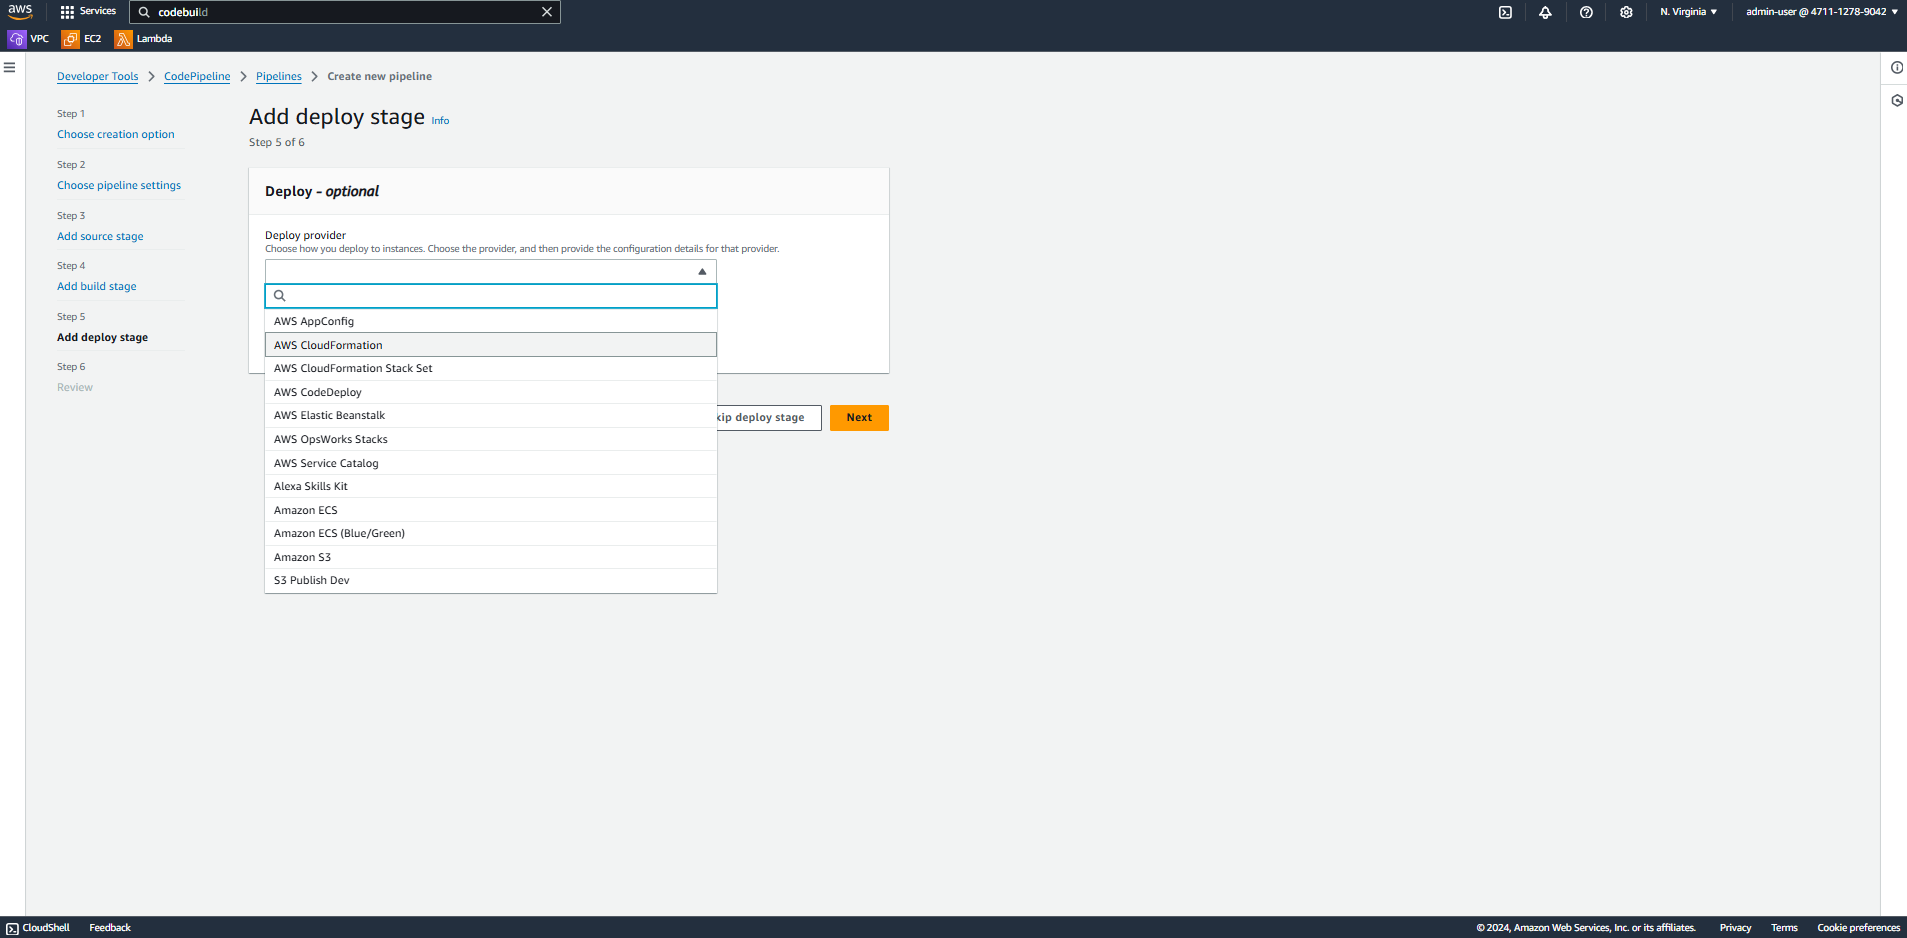 aws Services codebuild N. Virginia admin-user @ 4711-1278-9042
VPC EC2 Lambda
Developer Tools CodePipeline Pipelines Create new pipeline
Step 1
Choose creation option
Step 2
Choose pipeline settings
Step 3
Add source stage
Step 4
Add build stage
Step 5
Add deploy stage
Step 6
Review
Add deploy stage Info
Step 5 of 6
Deploy - optional
Deploy provider
Choose how you deploy to instances. Choose the provider, and then provide the configuration details for that provider.
AWS AppConfig
AWS CloudFormation
AWS CloudFormation Stack Set
AWS CodeDeploy
AWS Elastic Beanstalk
AWS OpsWorks Stacks
AWS Service Catalog
Alexa Skills Kit
Amazon ECS
Amazon ECS (Blue/Green)
Amazon S3
S3 Publish Dev
kip deploy stage Next
CloudShell Feedback © 2024, Amazon Web Services, Inc. or its affiliates. Privacy Terms Cookie preferences